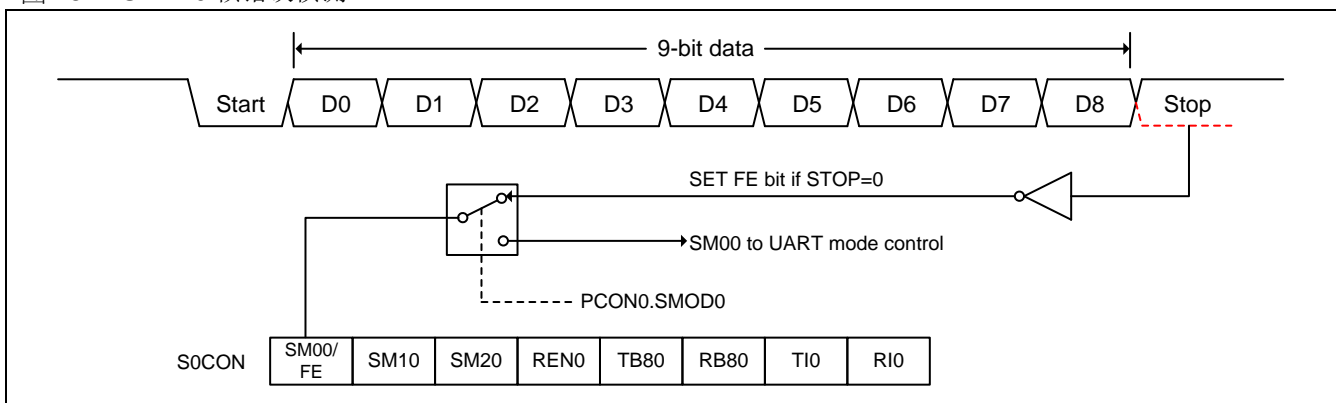 9-bit data
Start D0 D1 D2 D3 D4 D5 D6 D7 D8 Stop
SET FE bit if STOP=0
SM00 to UART mode control
PCON0.SMOD0
S0CON SM00/ FE SM10 SM20 REN0 TB80 RB80 TI0 RI0